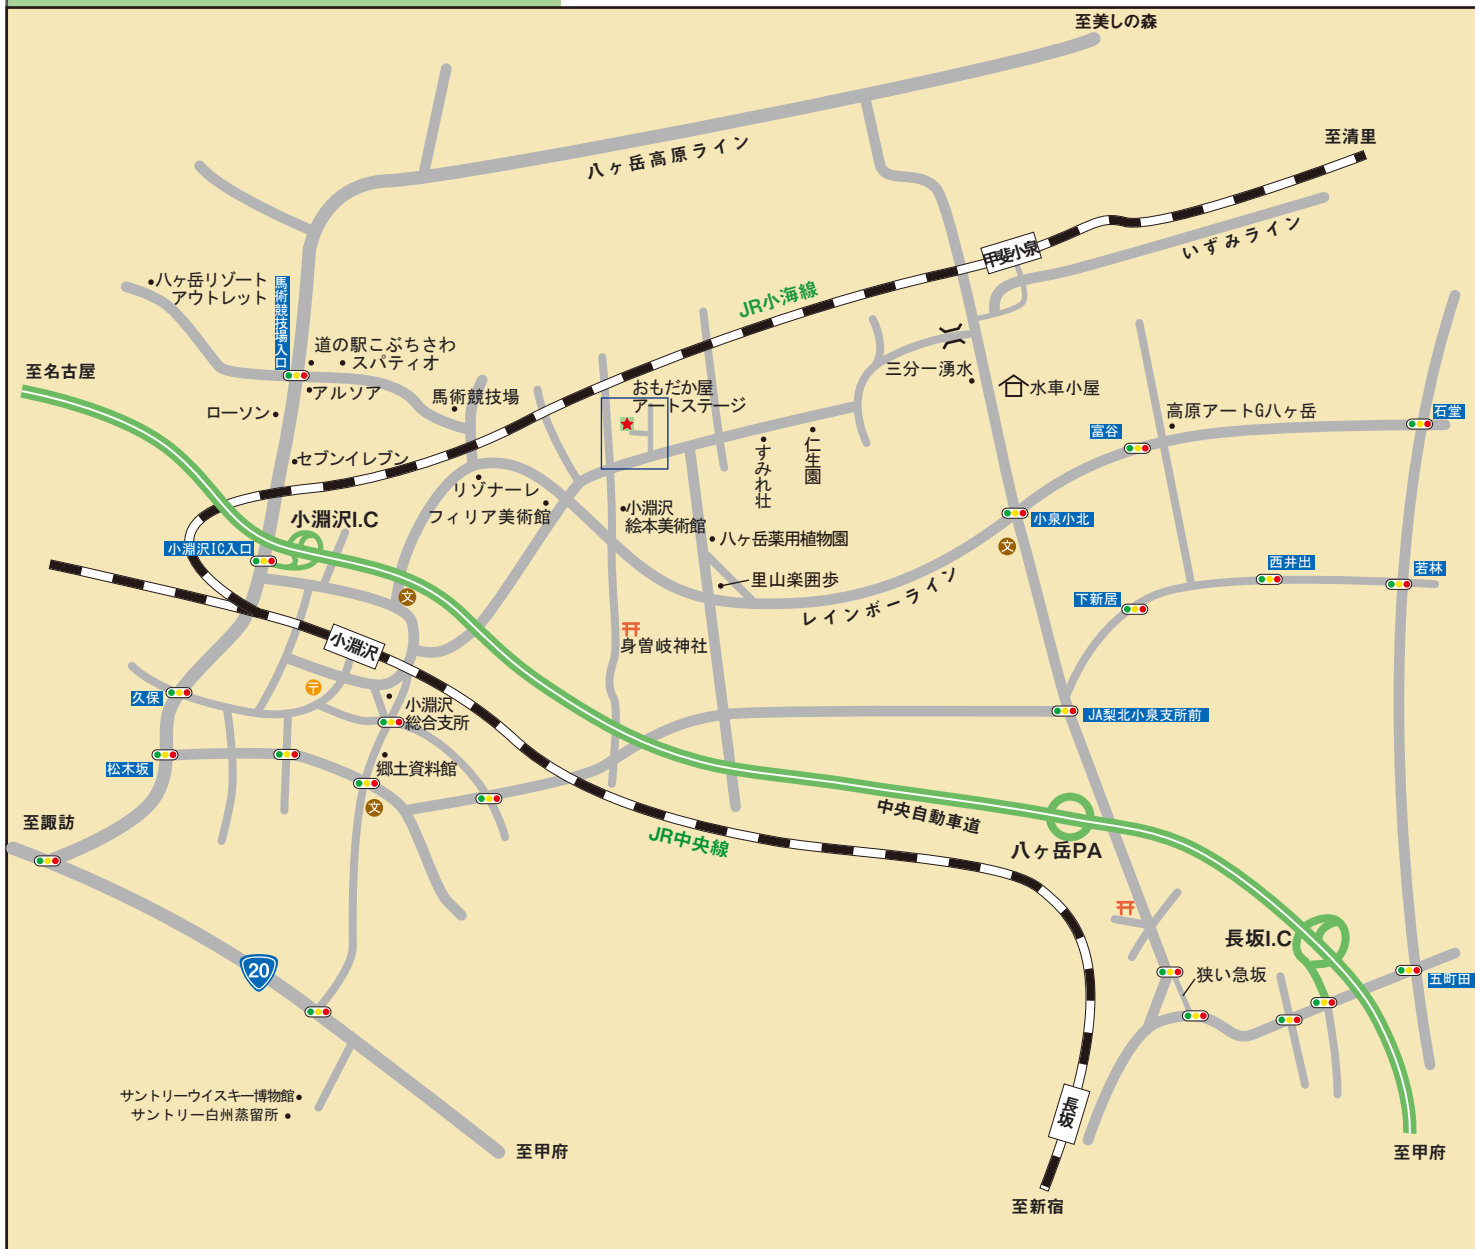 至美しの森
至清里
八ヶ岳高原ライン
いずみライン
甲斐小泉
八ヶ岳リゾート
アウトレット
馬術競技場入口
JR小海線
道の駅こぶちさわ
スパティオ
至名古屋
アルソア
馬術競技場
ローソン
おもだか屋
アートステージ
三分一湧水
水車小屋
高原アートG八ヶ岳
石堂
富谷
仁生園
すみれ荘
セブンイレブン
リゾナーレ
フィリア美術館
小淵沢
絵本美術館
八ヶ岳薬用植物園
小淵沢I.C
小泉小北
小淵沢IC入口
文
西井出
若林
里山楽囲歩
文
レインボーライン
下新居
小淵沢
身曽岐神社
〒
久保
小淵沢
総合支所
JA梨北小泉支所前
松木坂
郷土資料館
文
至諏訪
中央自動車道
JR中央線
八ヶ岳PA
長坂I.C
20
狭い急坂
五町田
サントリーウイスキー博物館
サントリー白州蒸留所
長坂
至甲府
至甲府
至新宿